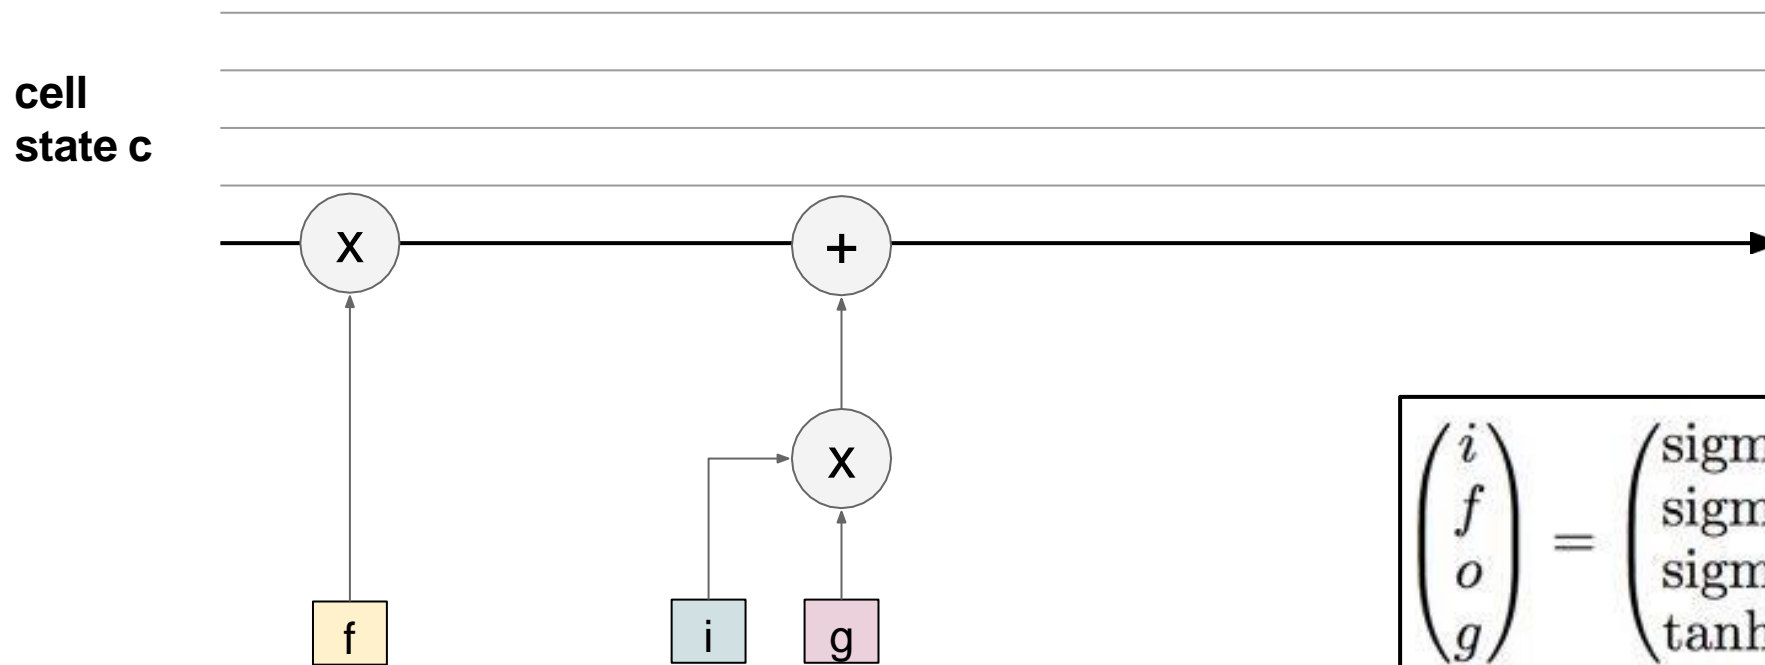 cell
state c
x
+
x
f
i
g
i
f
o
g
=
sigm
sigm
sigm
tanh